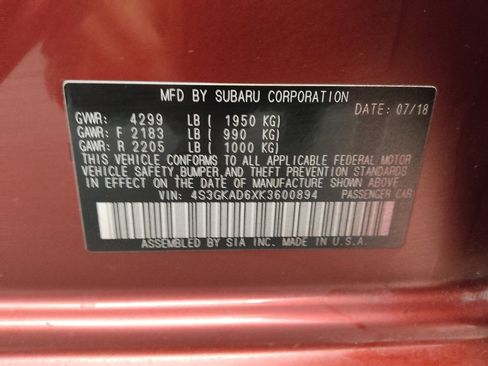 MFD BY SUBARU CORPORATION
DATE: 07/18
GVWR: 4299 LB ( 1950 KG)
GAWR: F 2183 LB ( 990 KG)
GAWR: R 2205 LB ( 1000 KG)
THIS VEHICLE CONFORMS TO ALL APPLICABLE FEDERAL MOTOR
VEHICLE SAFETY, BUMPER, AND THEFT PREVENTION STANDARDS
IN EFFECT ON THE DATE OF MANUFACTURE SHOWN ABOVE.
VIN: 4S3GKAD6XK3600894 PASSENGER CAR
ASSEMBLED BY SIA INC. MADE IN U.S.A.